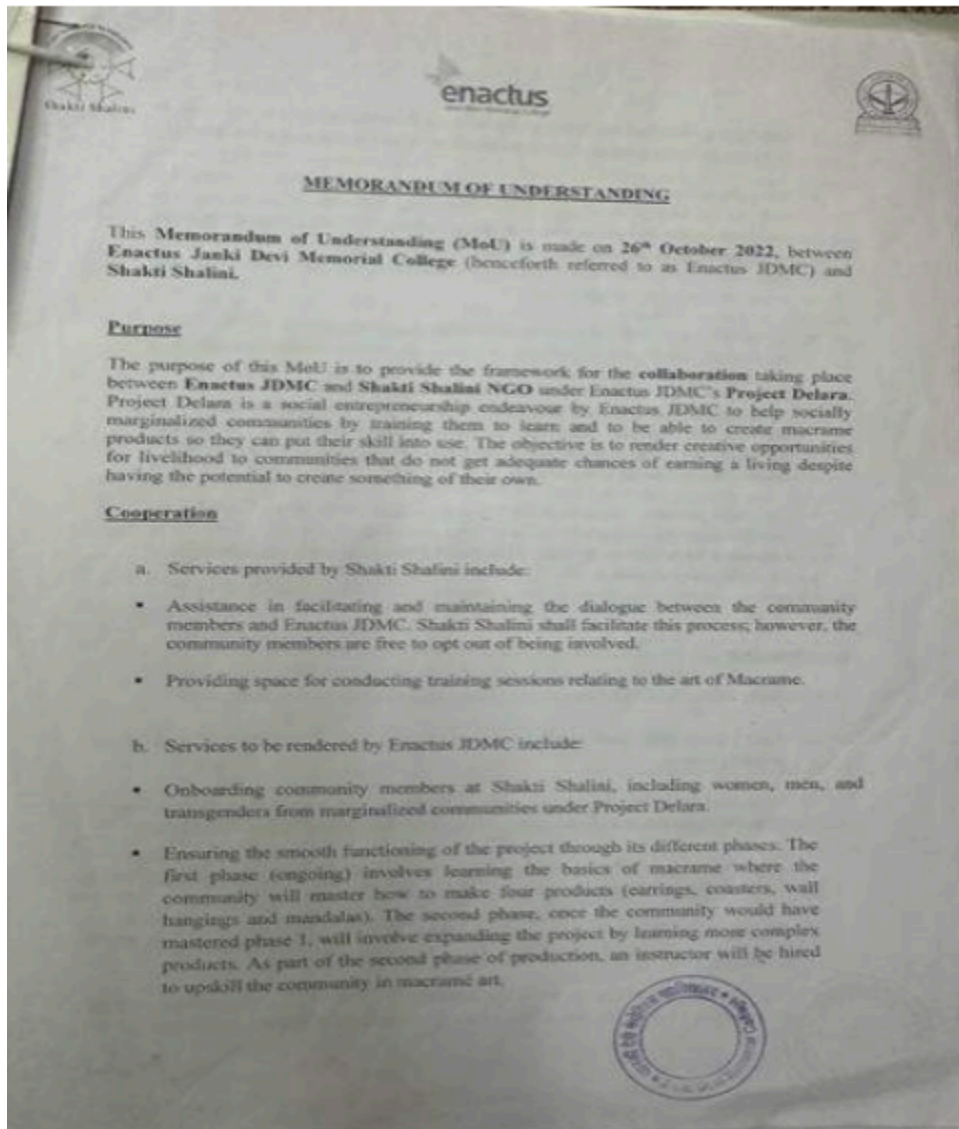 Shakti Shalini
enactus
MEMORANDUM OF UNDERSTANDING
This Memorandum of Understanding (MoU) is made on 26th October 2022, between
Enactus Janki Devi Memorial College (henceforth referred to as Enactus JDMC) and
Shakti Shalini.
Purpose
The purpose of this MoU is to provide the framework for the collaboration taking place
between Enactus JDMC and Shakti Shalini NGO under Enactus JDMC's Project Delara.
Project Delara is a social entrepreneurship endeavour by Enactus JDMC to help socially
marginalized communities by training them to learn and to be able to create macrame
products so they can put their skill into use. The objective is to render creative opportunities
for livelihood to communities that do not get adequate chances of earning a living despite
having the potential to create something of their own.
Cooperation
a. Services provided by Shakti Shalini include:
• Assistance in facilitating and maintaining the dialogue between the community
members and Enactus JDMC. Shakti Shalini shall facilitate this process; however, the
community members are free to opt out of being involved.
• Providing space for conducting training sessions relating to the art of Macrame.
b. Services to be rendered by Enactus JDMC include:
• Onboarding community members at Shakti Shalini, including women, men, and
transgenders from marginalized communities under Project Delara.
• Ensuring the smooth functioning of the project through its different phases. The
first phase (ongoing) involves learning the basics of macrame where the
community will master how to make four products (earrings, coasters, wall
hangings and mandalas). The second phase, once the community would have
mastered phase 1, will involve expanding the project by learning more complex
products. As part of the second phase of production, an instructor will be hired
to upskill the community in macramé art.